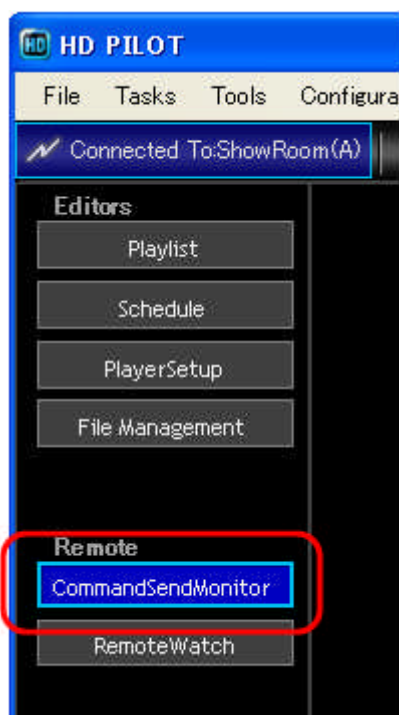 HD HD PILOT
File Tasks Tools Configura
Connected To:ShowRoom(A)
Editors
Playlist
Schedule
PlayerSetup
File Management
Remote
CommandSendMonitor
RemoteWatch